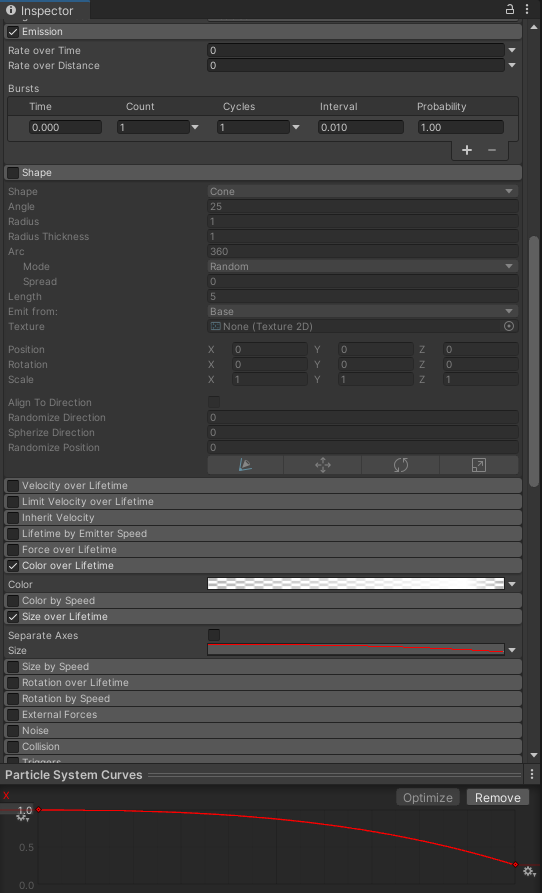 Inspector
Emission
Rate over Time 0
Rate over Distance 0
Bursts
Time Count Cycles Interval Probability
0.000 1 1 0.010 1.00
Shape
Shape Cone
Angle 25
Radius 1
Radius Thickness 1
Arc 360
Mode Random
Spread 0
Length 5
Emit from: Base
Texture None (Texture 2D)
Position X 0 Y 0 Z 0
Rotation X 0 Y 0 Z 0
Scale X 1 Y 1 Z 1
Align To Direction
Randomize Direction 0
Spherize Direction 0
Randomize Position 0
Velocity over Lifetime
Limit Velocity over Lifetime
Inherit Velocity
Lifetime by Emitter Speed
Force over Lifetime
Color over Lifetime
Color
Color by Speed
Size over Lifetime
Separate Axes
Size
Size by Speed
Rotation over Lifetime
Rotation by Speed
External Forces
Noise
Collision
Triggers
Particle System Curves
X Optimize Remove
1.0
0.5
0.0